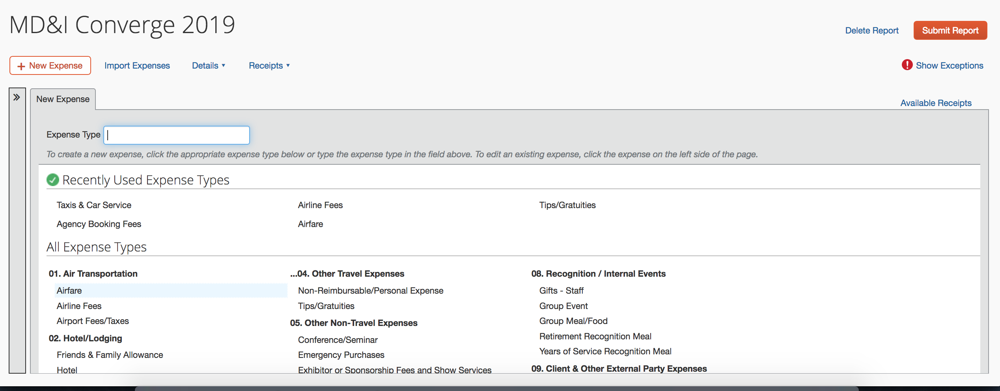 MD&I Converge 2019
Delete Report
Submit Report
+ New Expense
Import Expenses
Details ▼
Receipts ▼
! Show Exceptions
»
New Expense
Available Receipts
Expense Type
To create a new expense, click the appropriate expense type below or type the expense type in the field above. To edit an existing expense, click the expense on the left side of the page.
Recently Used Expense Types
Taxis & Car Service
Airline Fees
Tips/Gratuities
Agency Booking Fees
Airfare
All Expense Types
01. Air Transportation
Airfare
Airline Fees
Airport Fees/Taxes
02. Hotel/Lodging
Friends & Family Allowance
Hotel
...04. Other Travel Expenses
Non-Reimbursable/Personal Expense
Tips/Gratuities
05. Other Non-Travel Expenses
Conference/Seminar
Emergency Purchases
Exhibitor or Sponsorship Fees and Show Services
08. Recognition / Internal Events
Gifts - Staff
Group Event
Group Meal/Food
Retirement Recognition Meal
Years of Service Recognition Meal
09. Client & Other External Party Expenses